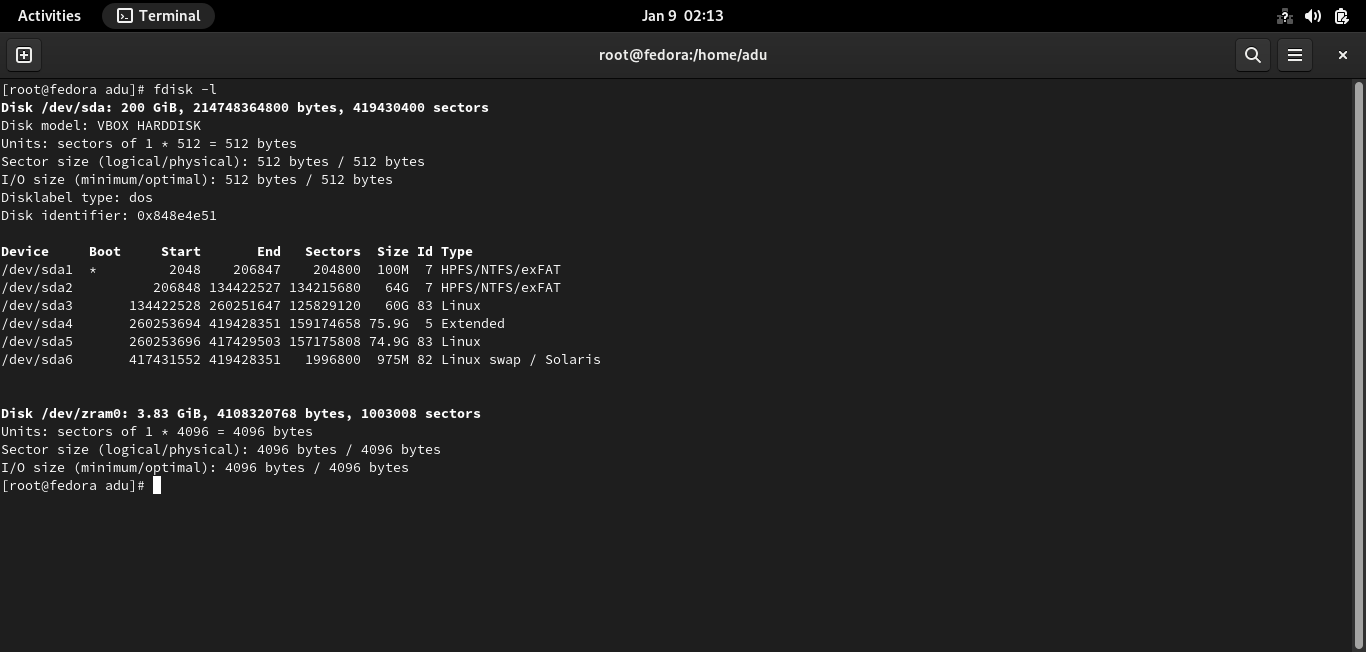 Activities
Terminal
Jan 9 02:13
root@fedora:/home/adu
[root@fedora adu]# fdisk -l
Disk /dev/sda: 200 GiB, 214748364800 bytes, 419430400 sectors
Disk model: VBOX HARDDISK
Units: sectors of 1 * 512 = 512 bytes
Sector size (logical/physical): 512 bytes / 512 bytes
I/O size (minimum/optimal): 512 bytes / 512 bytes
Disklabel type: dos
Disk identifier: 0x848e4e51
Device     Boot     Start       End   Sectors  Size Id Type
/dev/sda1  *         2048    206847    204800  100M  7 HPFS/NTFS/exFAT
/dev/sda2          206848 134422527 134215680   64G  7 HPFS/NTFS/exFAT
/dev/sda3       134422528 260251647 125829120   60G 83 Linux
/dev/sda4       260253694 419428351 159174658 75.9G  5 Extended
/dev/sda5       260253696 417429503 157175808 74.9G 83 Linux
/dev/sda6       417431552 419428351   1996800  975M 82 Linux swap / Solaris
Disk /dev/zram0: 3.83 GiB, 4108320768 bytes, 1003008 sectors
Units: sectors of 1 * 4096 = 4096 bytes
Sector size (logical/physical): 4096 bytes / 4096 bytes
I/O size (minimum/optimal): 4096 bytes / 4096 bytes
[root@fedora adu]#